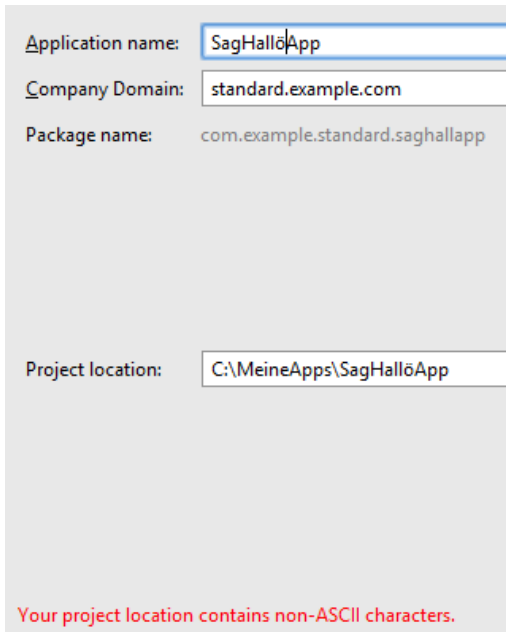 Application name: SagHallöApp
Company Domain: standard.example.com
Package name: com.example.standard.saghallapp
Project location: C:\MeineApps\SagHallöApp
Your project location contains non-ASCII characters.